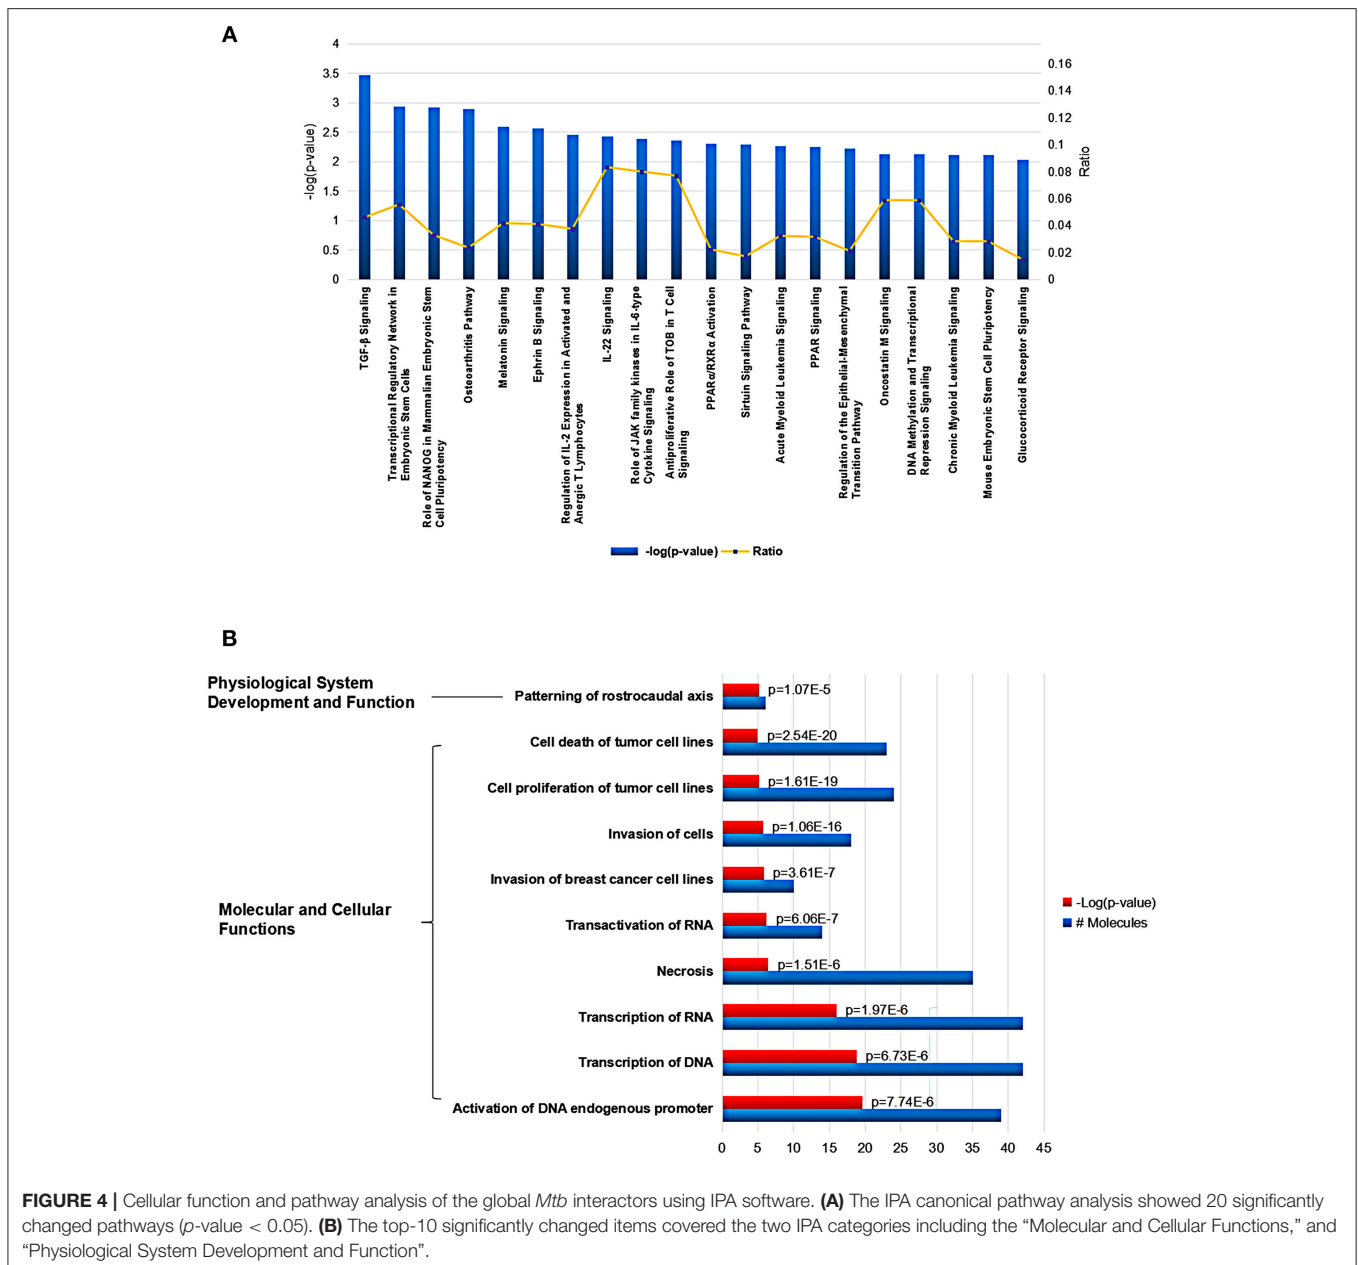 A
4
3.5
3
2.5
2
1.5
1
0.5
0
-log(p-value)
0.16
0.14
0.12
0.1
0.08
0.06
0.04
0.02
0
Ratio
TGF-β Signaling
Transcriptional Regulatory Network in
Embryonic Stem Cells
Role of NANOG in Mammalian Embryonic Stem
Cell Pluripotency
Osteoarthritis Pathway
Melatonin Signaling
Ephrin B Signaling
Regulation of IL-2 Expression in Activated and
Anergic T Lymphocytes
IL-22 Signaling
Role of JAK family kinases in IL-6-type
Cytokine Signaling
Antiproliferative Role of TOB in T Cell
Signaling
PPARα/RXRα Activation
Sirtuin Signaling Pathway
Acute Myeloid Leukemia Signaling
PPAR Signaling
Regulation of the Epithelial-Mesenchymal
Transition Pathway
Oncostatin M Signaling
DNA Methylation and Transcriptional
Repression Signaling
Chronic Myeloid Leukemia Signaling
Mouse Embryonic Stem Cell Pluripotency
Glucocorticoid Receptor Signaling
-log(p-value) Ratio
B
Physiological System
Development and Function
Patterning of rostrocaudal axis
p=1.07E-5
Cell death of tumor cell lines
p=2.54E-20
Cell proliferation of tumor cell lines
p=1.61E-19
Invasion of cells
p=1.06E-16
Invasion of breast cancer cell lines
p=3.61E-7
Molecular and Cellular
Functions
Transactivation of RNA
p=6.06E-7
Necrosis
p=1.51E-6
Transcription of RNA
p=1.97E-6
Transcription of DNA
p=6.73E-6
Activation of DNA endogenous promoter
p=7.74E-6
-Log(p-value)
# Molecules
0 5 10 15 20 25 30 35 40 45
FIGURE 4 | Cellular function and pathway analysis of the global Mtb interactors using IPA software. (A) The IPA canonical pathway analysis showed 20 significantly
changed pathways (p-value < 0.05). (B) The top-10 significantly changed items covered the two IPA categories including the “Molecular and Cellular Functions,” and
“Physiological System Development and Function”.